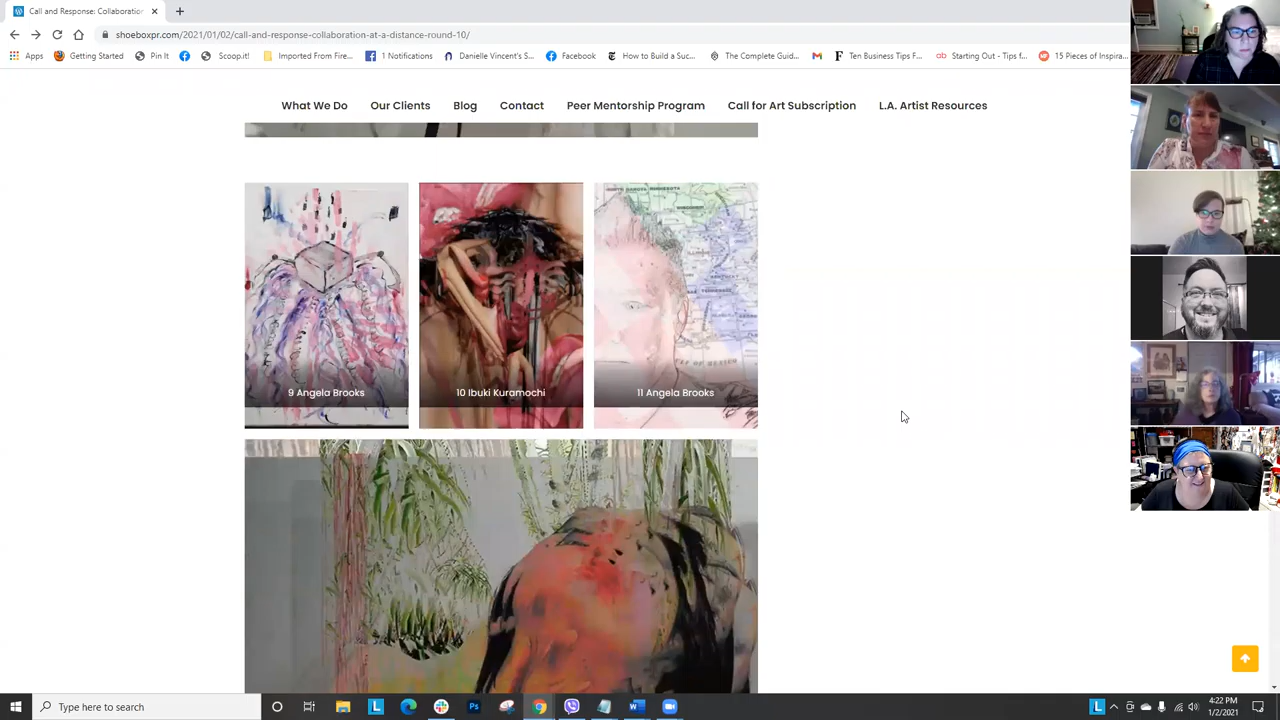 Call and Response: Collaboratio
shoeboxpr.com/2021/01/02/call-and-response-collaboration-at-a-distance-round-10/
Apps Getting Started Pin It Scoop.it! Imported From Fire... 1 Notifications Danielle Vincent's S... Facebook How to Build a Suc... The Complete Guid... Ten Business Tips F... ab Starting Out - Tips f... 15 Pieces of Inspira...
What We Do Our Clients Blog Contact Peer Mentorship Program Call for Art Subscription L.A. Artist Resources
9 Angela Brooks
10 Ibuki Kuramochi
11 Angela Brooks
Type here to search
4:22 PM
1/2/2021